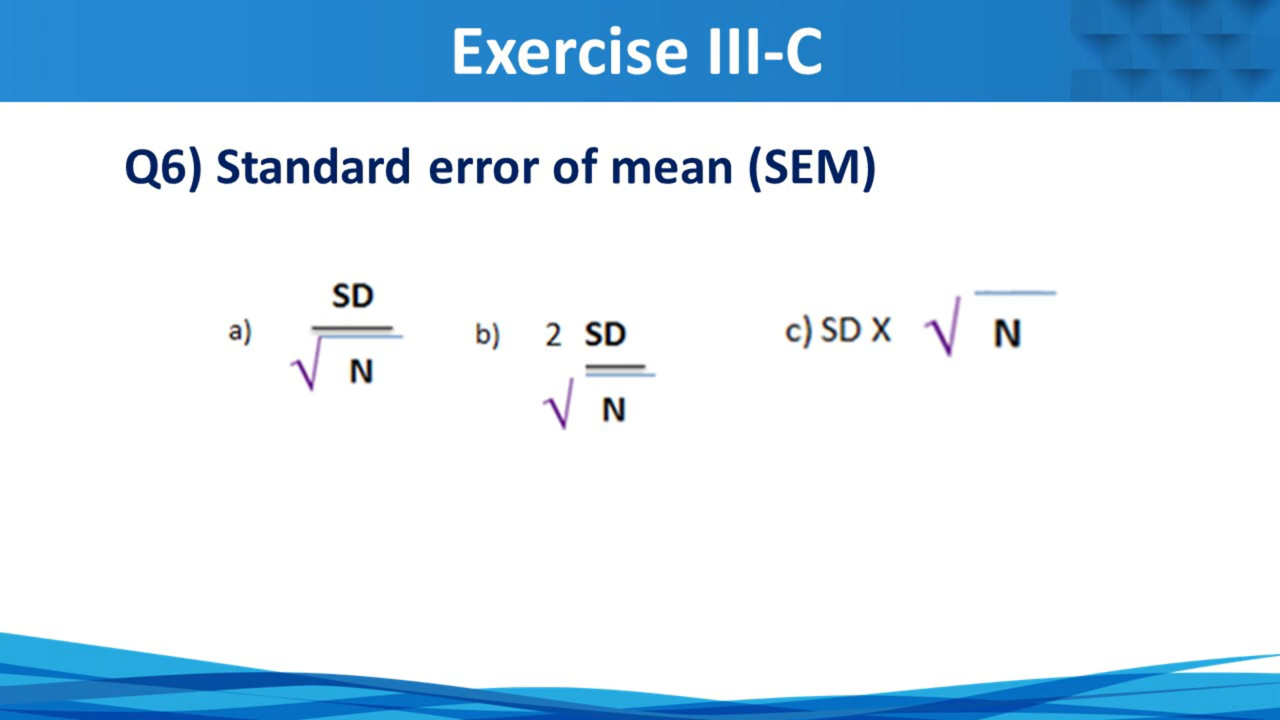 Exercise III-C
Q6) Standard error of mean (SEM)
a) SD
√ N
b) 2 SD
√ N
c) SD X √ N